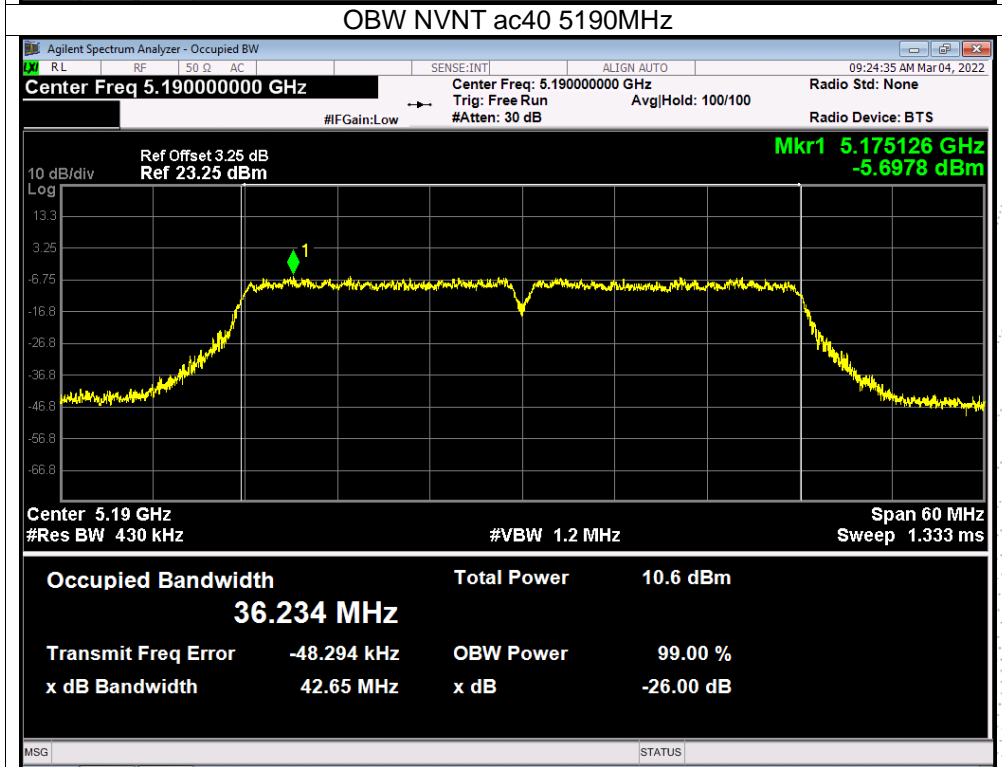 OBW NVNT ac40 5190MHz
Agilent Spectrum Analyzer - Occupied BW
LXI RL RF 50 Ω AC SENSE:INT ALIGN AUTO 09:24:35 AM Mar 04, 2022
Center Freq 5.190000000 GHz Center Freq: 5.190000000 GHz Radio Std: None
Trig: Free Run Avg|Hold: 100/100
#IFGain:Low #Atten: 30 dB Radio Device: BTS
Mkr1 5.175126 GHz
-5.6978 dBm
Ref Offset 3.25 dB
10 dB/div Ref 23.25 dBm
Log
13.3
3.25
1
-6.75
-16.8
-26.8
-36.8
-46.8
-56.8
-66.8
Center 5.19 GHz Span 60 MHz
#Res BW 430 kHz #VBW 1.2 MHz Sweep 1.333 ms
Occupied Bandwidth Total Power 10.6 dBm
36.234 MHz
Transmit Freq Error -48.294 kHz OBW Power 99.00 %
x dB Bandwidth 42.65 MHz x dB -26.00 dB
MSG STATUS